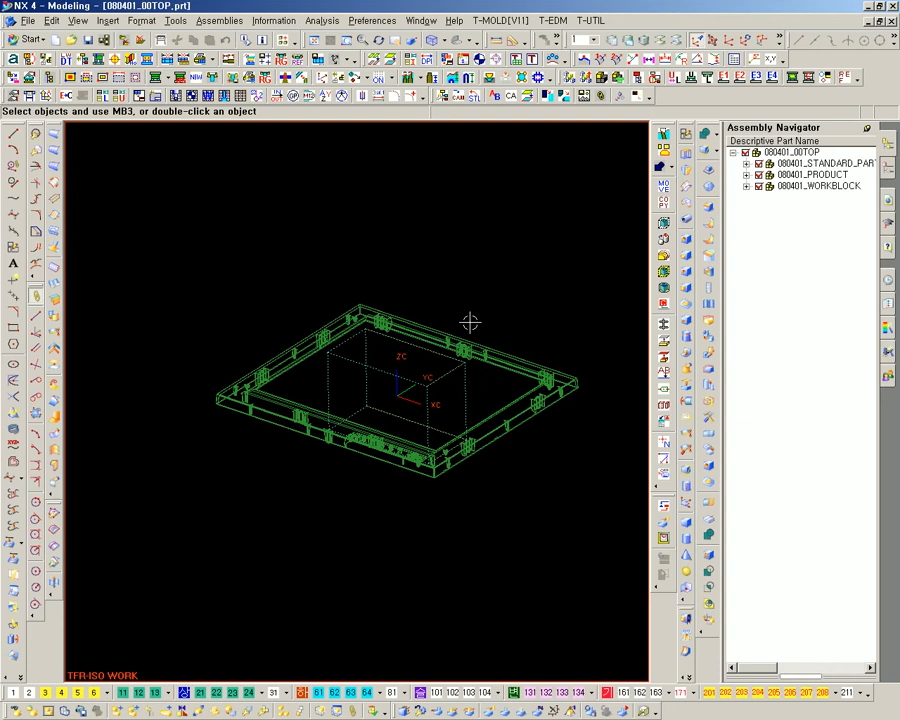 NX 4 - Modeling - [080401_00TOP.prt]
File Edit View Insert Format Tools Assemblies Information Analysis Preferences Window Help T-MOLD[V11] T-EDM T-UTIL
Start
Select objects and use MB3, or double-click an object
Assembly Navigator
Descriptive Part Name
080401_00TOP
080401_STANDARD_PAR
080401_PRODUCT
080401_WORKBLOCK
MOVE
COPY
ZC
YC
XC
TFR-ISO WORK
1 2 3 4 5 6 11 12 13 21 22 23 24 31 61 62 63 64 81 101 102 103 104 131 132 133 134 161 162 163 171 201 202 203 204 205 206 207 208 211